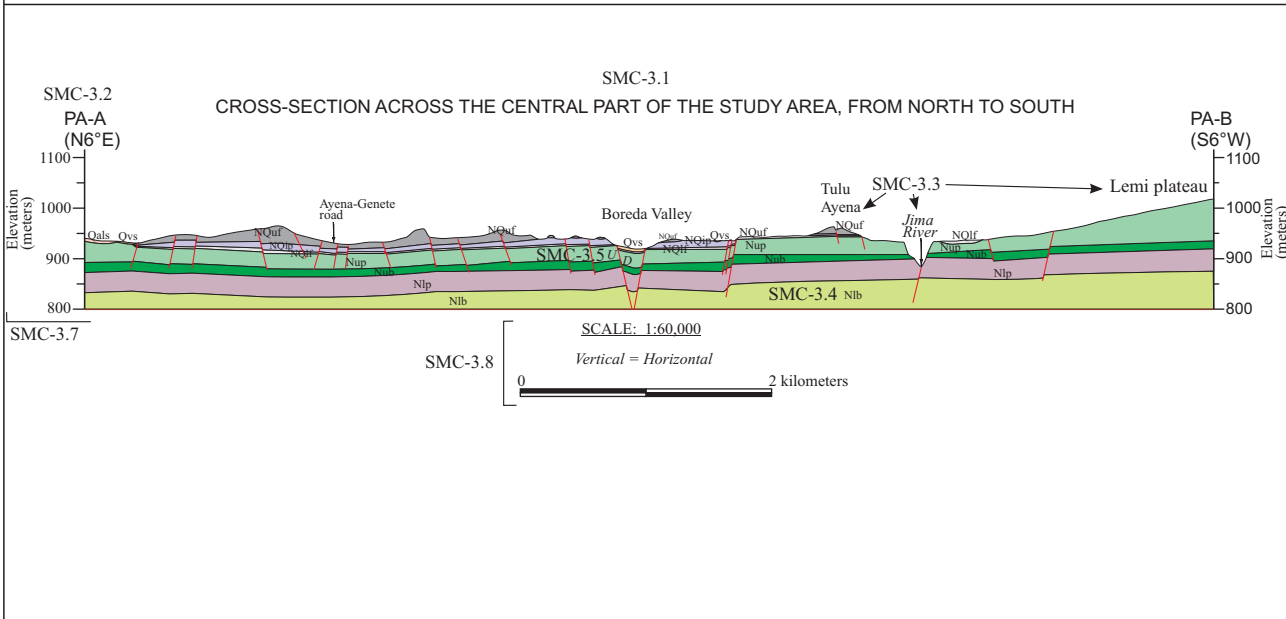 SMC-3.1
SMC-3.2
CROSS-SECTION ACROSS THE CENTRAL PART OF THE STUDY AREA, FROM NORTH TO SOUTH
PA-A
(N6°E)
PA-B
(S6°W)
1100
1000
900
800
Elevation
(meters)
1100
1000
900
800
Elevation
(meters)
Ayena-Genete
road
Boredа Valley
Tulu
Ayena
SMC-3.3
Jima
River
Lemi plateau
Qals
Qvs
NQuf
NQip
NQlf
Nup
Nub
Nlp
Nlb
NQuf
SMC-3.5
U
D
Qvs
NQuf
NQip
Qvs
NQlf
NQuf
Nup
Nub
NQuf
NQlf
Nup
Nub
Nlp
SMC-3.4
Nlb
SMC-3.7
SMC-3.8
SCALE: 1:60,000
Vertical = Horizontal
0
2 kilometers